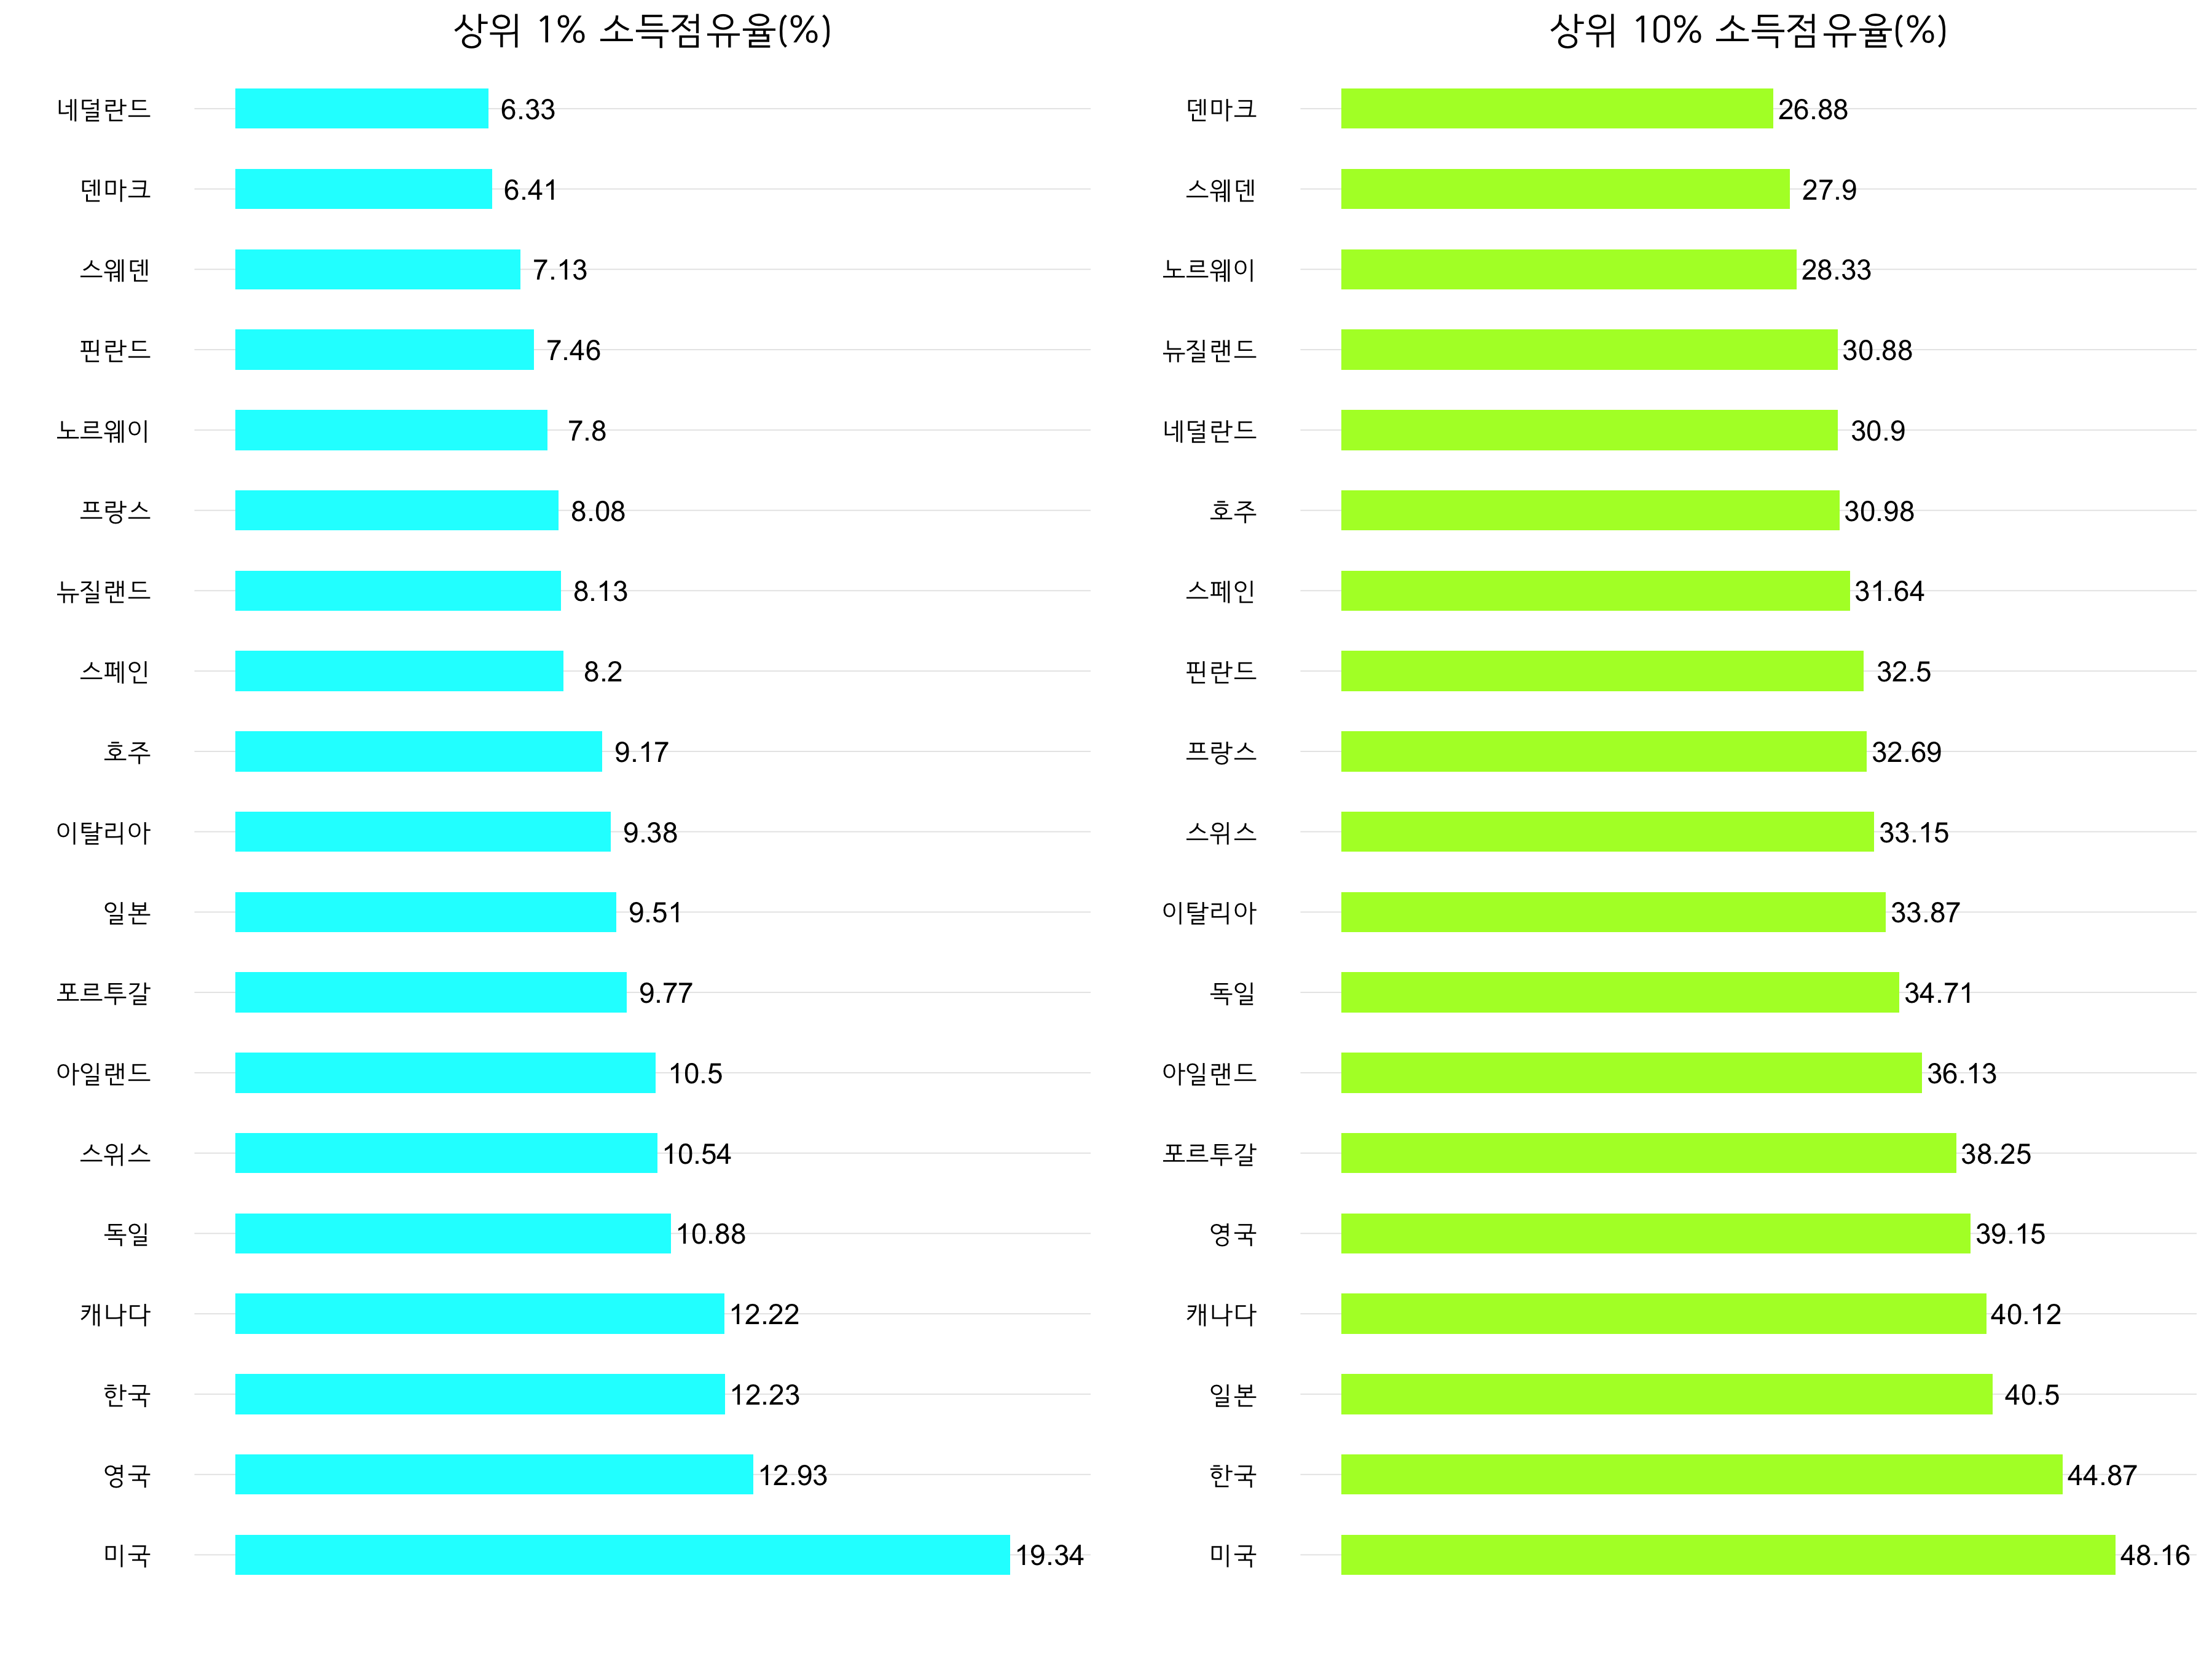 상위 1% 소득점유율(%)
네덜란드 6.33
덴마크 6.41
스웨덴 7.13
핀란드 7.46
노르웨이 7.8
프랑스 8.08
뉴질랜드 8.13
스페인 8.2
호주 9.17
이탈리아 9.38
일본 9.51
포르투갈 9.77
아일랜드 10.5
스위스 10.54
독일 10.88
캐나다 12.22
한국 12.23
영국 12.93
미국 19.34
상위 10% 소득점유율(%)
덴마크 26.88
스웨덴 27.9
노르웨이 28.33
뉴질랜드 30.88
네덜란드 30.9
호주 30.98
스페인 31.64
핀란드 32.5
프랑스 32.69
스위스 33.15
이탈리아 33.87
독일 34.71
아일랜드 36.13
포르투갈 38.25
영국 39.15
캐나다 40.12
일본 40.5
한국 44.87
미국 48.16